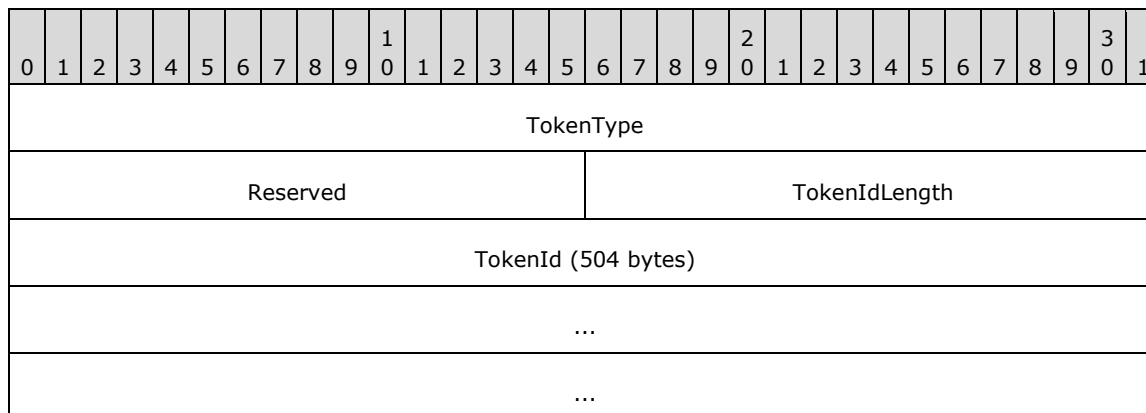 1 2 3
0 1 2 3 4 5 6 7 8 9 0 1 2 3 4 5 6 7 8 9 0 1 2 3 4 5 6 7 8 9 0 1
TokenType
Reserved TokenIdLength
TokenId (504 bytes)
...
...